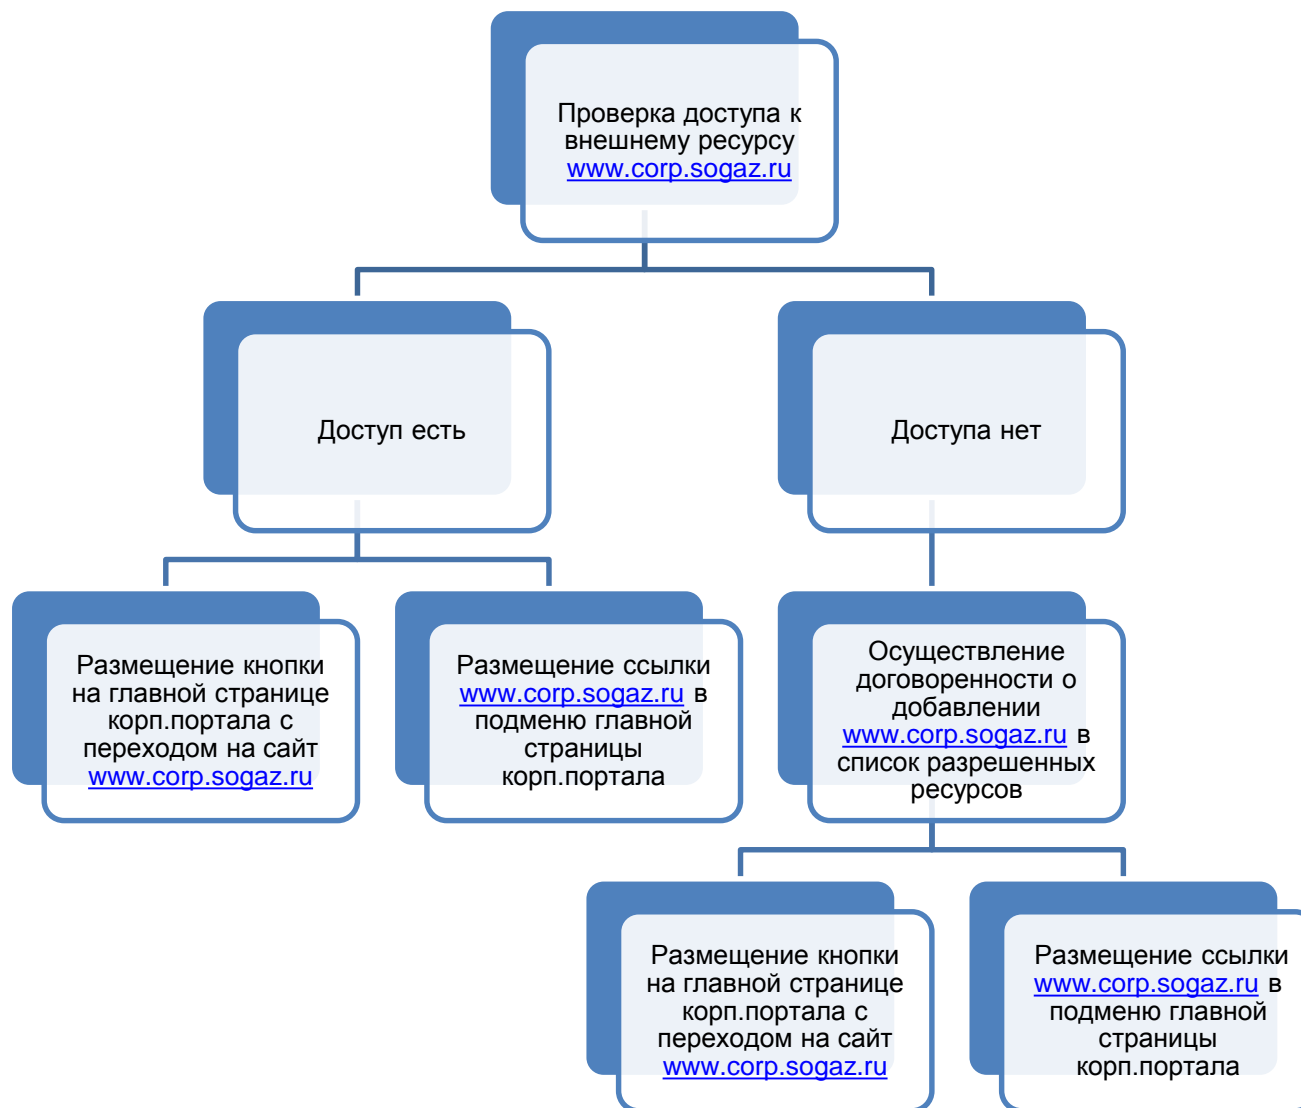 Проверка доступа к
внешнему ресурсу
www.corp.sogaz.ru
Доступ есть
Доступа нет
Размещение кнопки
на главной странице
корп.портала с
переходом на сайт
www.corp.sogaz.ru
Размещение ссылки
www.corp.sogaz.ru в
подменю главной
страницы
корп.портала
Осуществление
договоренности о
добавлении
www.corp.sogaz.ru в
список разрешенных
ресурсов
Размещение кнопки
на главной странице
корп.портала с
переходом на сайт
www.corp.sogaz.ru
Размещение ссылки
www.corp.sogaz.ru в
подменю главной
страницы
корп.портала